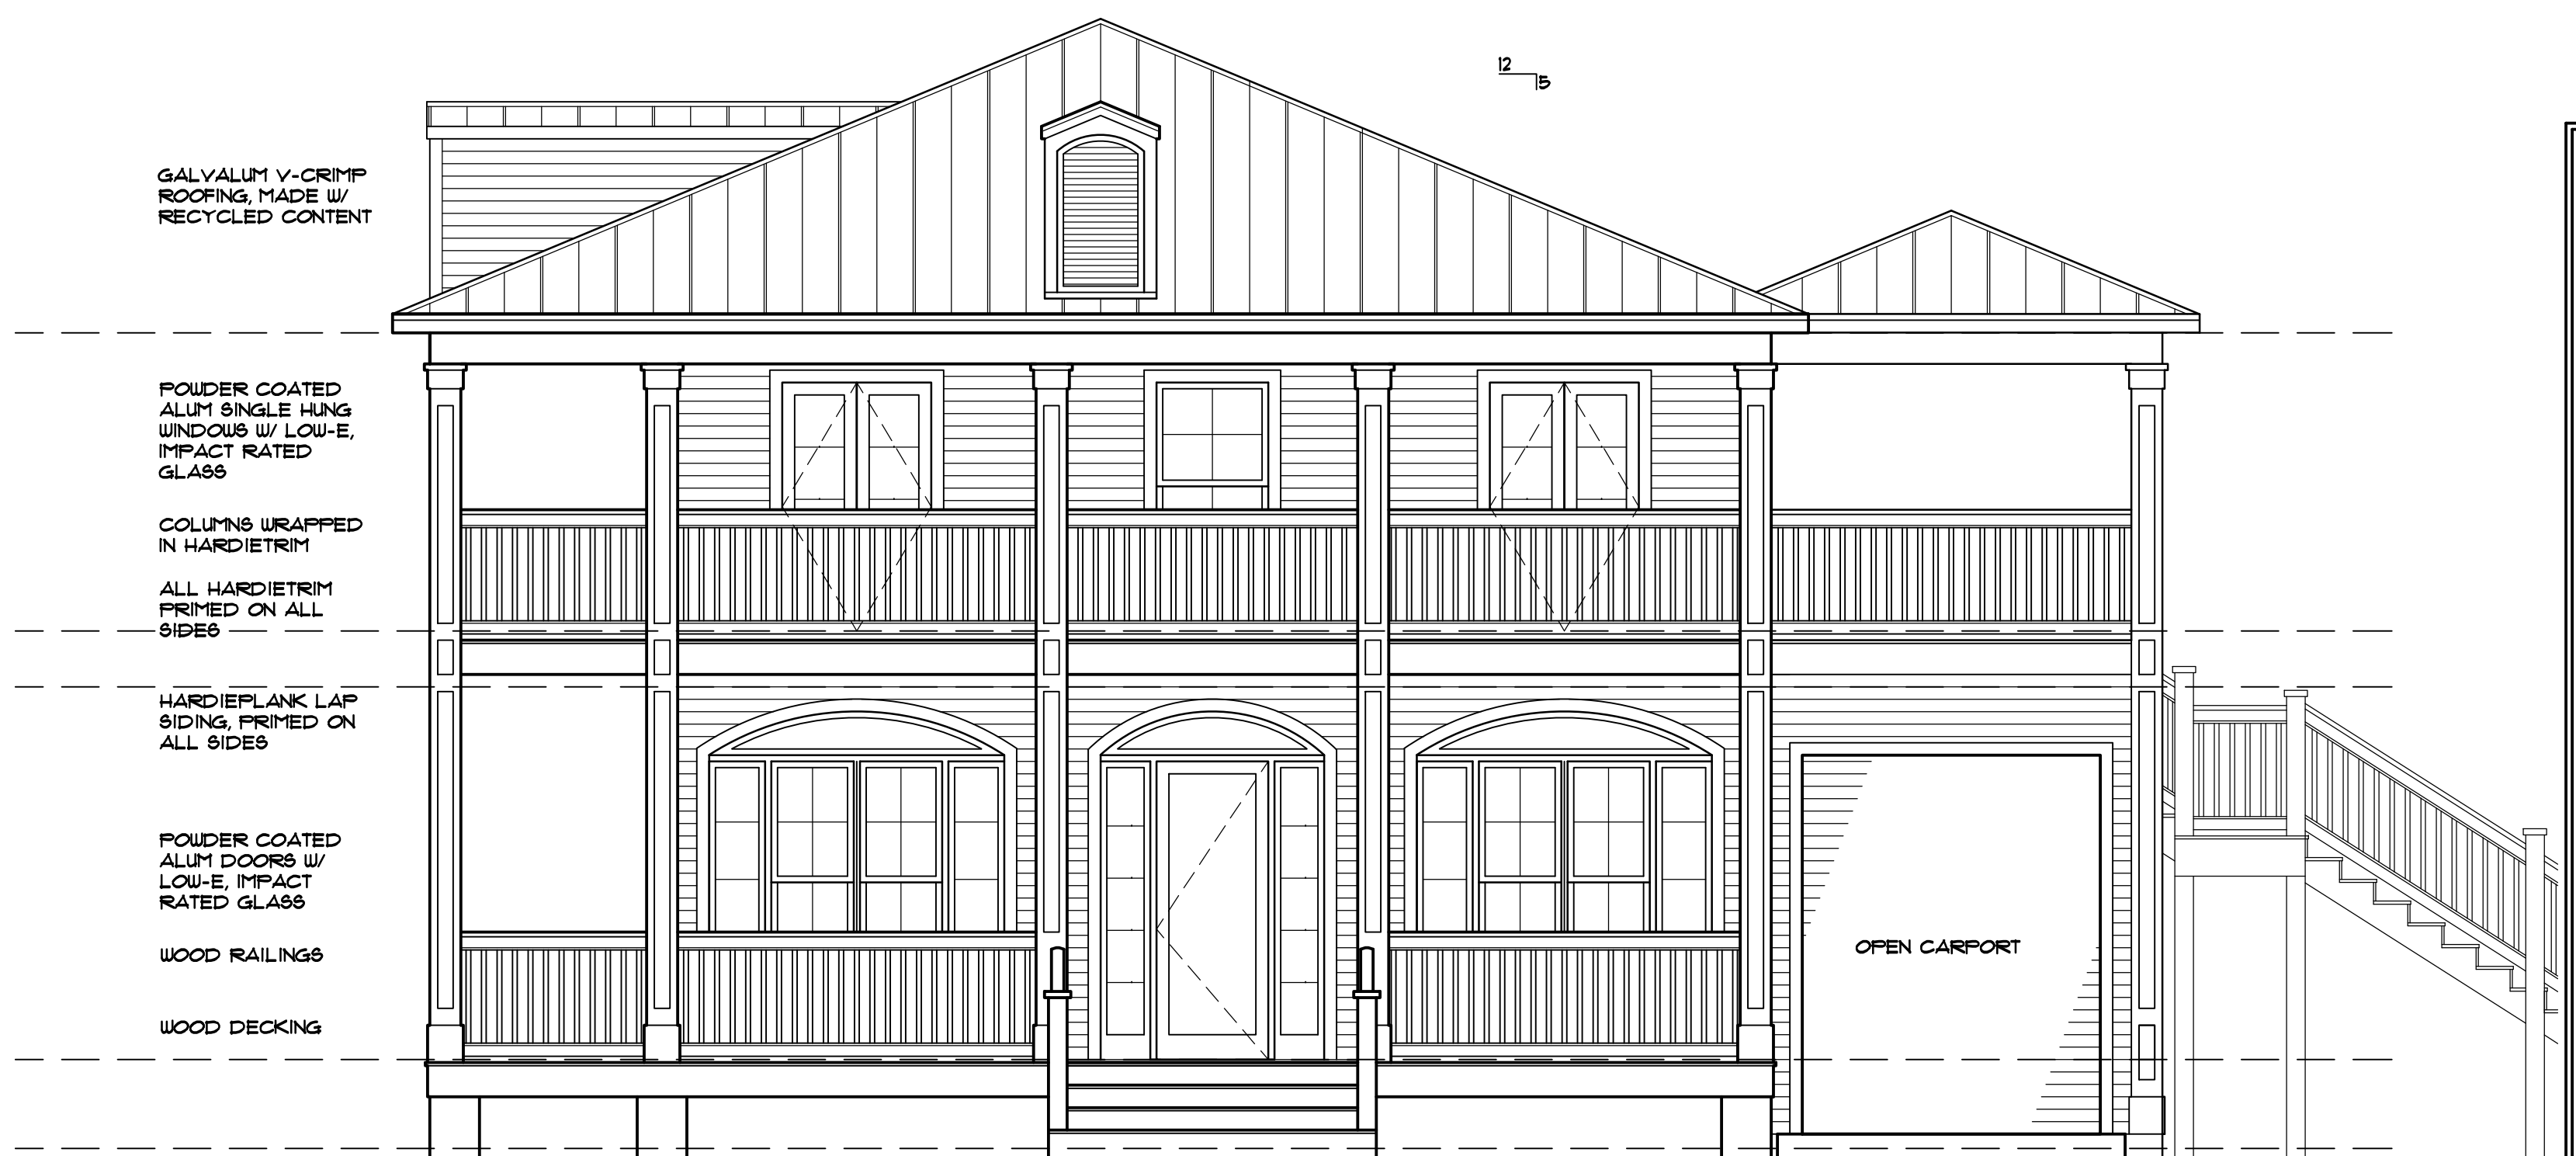 12
5
GALVALUM V-CRIMP
ROOFING, MADE W/
RECYCLED CONTENT
POWDER COATED
ALUM SINGLE HUNG
WINDOWS W/ LOW-E,
IMPACT RATED
GLASS
COLUMNS WRAPPED
IN HARDIETRIM
ALL HARDIETRIM
PRIMED ON ALL
SIDES
HARDIEPLANK LAP
SIDING, PRIMED ON
ALL SIDES
POWDER COATED
ALUM DOORS W/
LOW-E, IMPACT
RATED GLASS
WOOD RAILINGS
OPEN CARPORT
WOOD DECKING